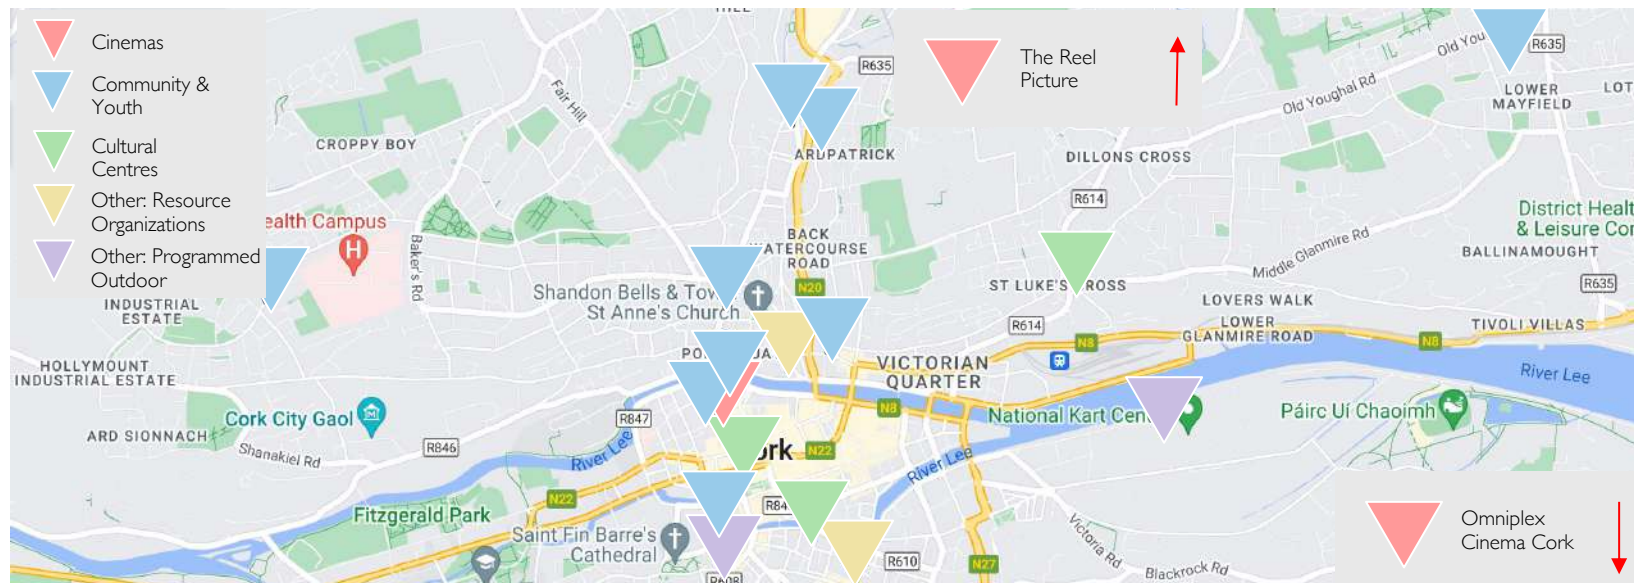 Cinemas
Community &
Youth
Cultural
Centres
Other: Resource
Organizations
Other: Programmed
Outdoor
The Reel
Picture
Omniplex
Cinema Cork
HILL
R635
Old You
R635
LOWER
MAYFIELD
LOT
Fair Hill
Old Youghal Rd
CROPPY BOY
ARDPATRICK
DILLONS CROSS
R614
ealth Campus
H
Baker's Rd
BACK
WATERCOURSE
ROAD
District Healt
& Leisure Cor
BALLINAMOUGHT
Middle Glanmire Rd
INDUSTRIAL
ESTATE
Shandon Bells & Tow
St Anne's Church
N20
ST LUKE'S ROSS
R635
LOVERS WALK
R614
LOWER
GLANMIRE ROAD
TIVOLI VILLAS
N8
N8
HOLLYMOUNT
INDUSTRIAL ESTATE
PO UA
VICTORIAN
QUARTER
River Lee
Cork City Gaol
R847
N8
National Kart Cen
Páirc Uí Chaoimh
ARD SIONNACH
Shanakiel Rd
R846
River Lee
ork
N22
River Lee
N22
Fitzgerald Park
R84
Saint Fin Barre's
Cathedral
Victoria Rd
R608
R610
N27
Blackrock Rd